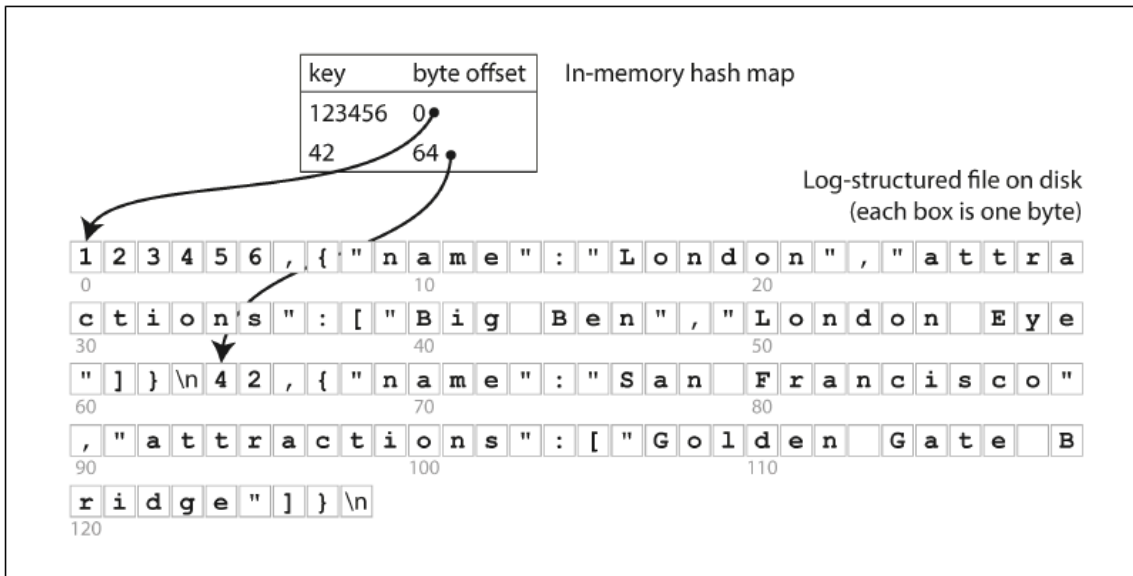 key byte offset In-memory hash map
123456 0
42 64
Log-structured file on disk
(each box is one byte)
123456,{"name":"London","attra
0 10 20
ctions":["Big Ben","London Eye
30 40 50
"]}\n42,{"name":"San Francisco"
60 70 80
,"attractions":["Golden Gate B
90 100 110
ridge"]}\n
120